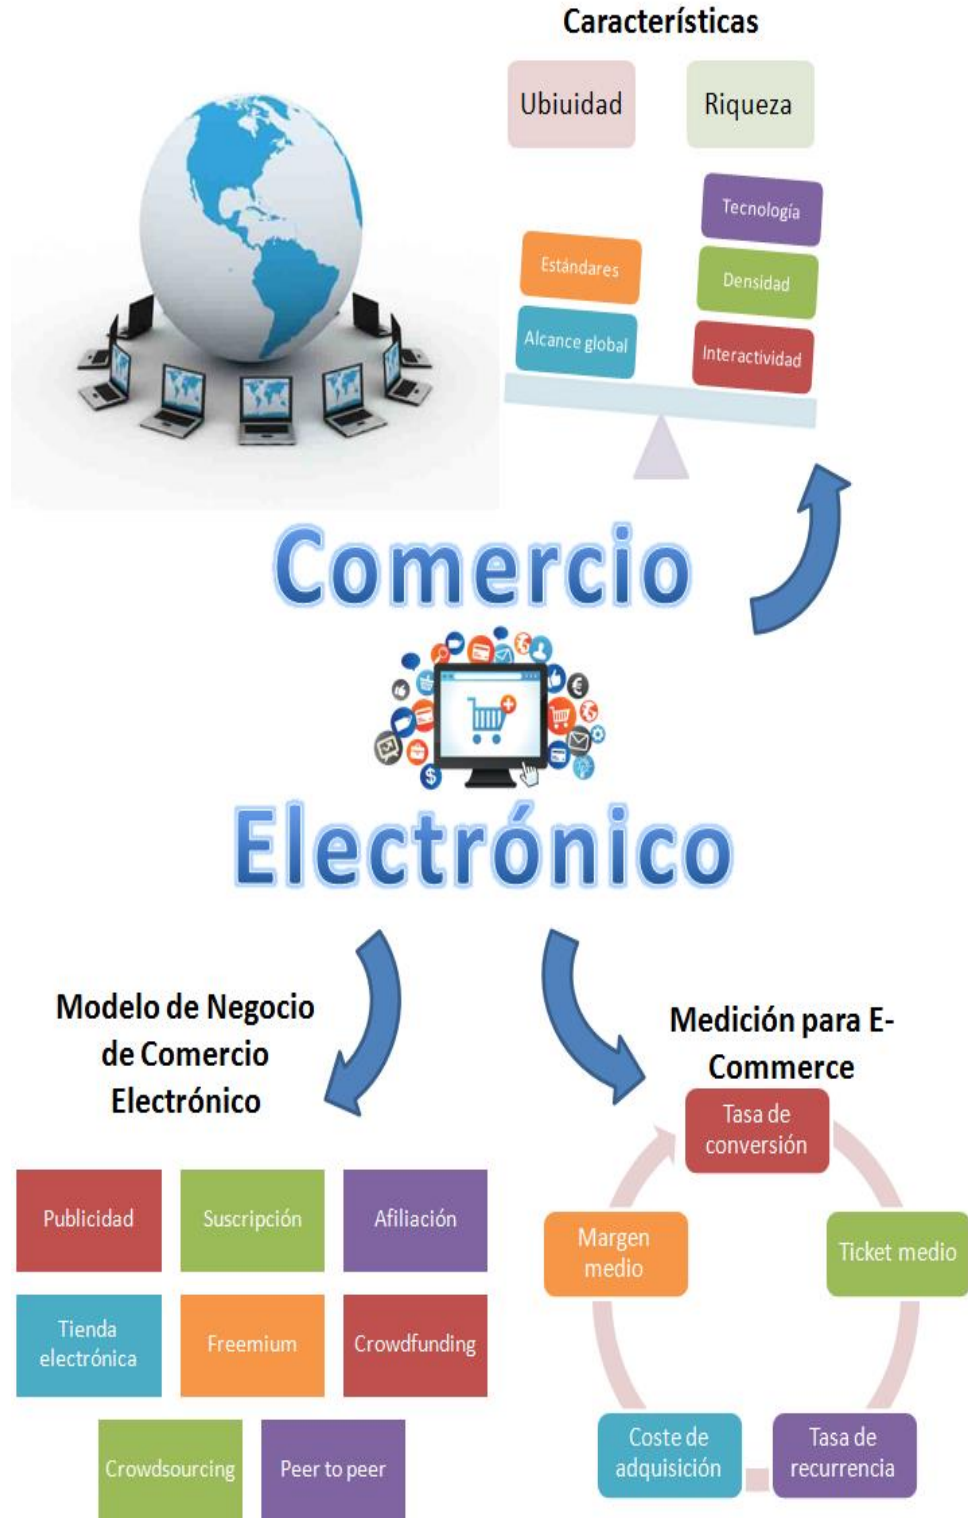 Características
Ubiuidad
Riqueza
Tecnología
Estándares
Densidad
Alcance global
Interactividad
Comercio
Electrónico
Modelo de Negocio
de Comercio
Electrónico
Publicidad
Suscripción
Afiliación
Tienda
electrónica
Freemium
Crowdfunding
Crowdsourcing
Peer to peer
Medición para E-
Commerce
Tasa de
conversión
Ticket medio
Tasa de
recurrencia
Coste de
adquisición
Margen
medio